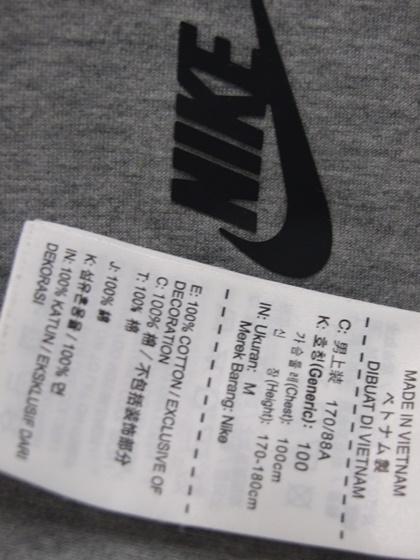 NIKE
MADE IN VIETNAM
ベトナム製
DIBUAT DI VIETNAM
C: 男上装 170/88A
K: 호칭(Generic): 100
가슴둘레(Chest): 100cm
신 장(Height): 170-180cm
IN: Ukuran: M
Merek Barang: Nike
E: 100% COTTON / EXCLUSIVE OF
DECORATION
C: 100% 棉 / 不包括装饰部分
T: 100% 棉
J: 100% 綿
K: 섬유혼용율 / 100% 면
IN: 100% KATUN / EKSKLUSIF DARI
DEKORASI